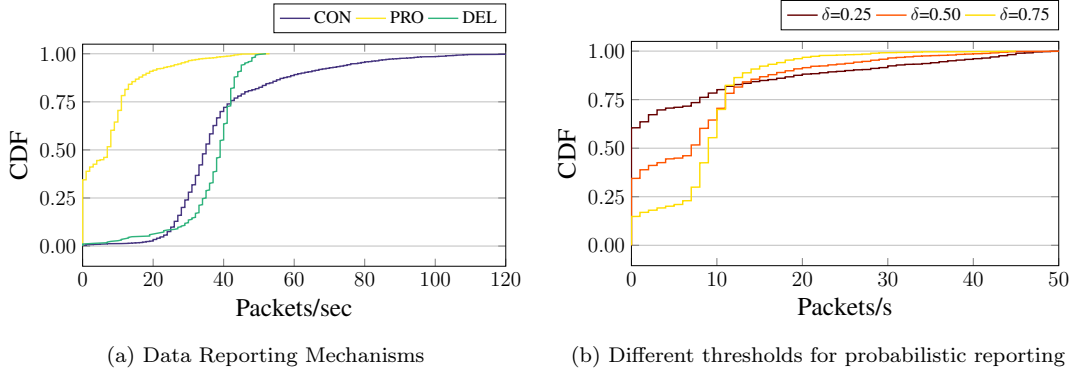 CON PRO DEL
1.00
0.75
0.50
0.25
0.00
CDF
0 20 40 60 80 100 120
Packets/sec
(a) Data Reporting Mechanisms
δ=0.25 δ=0.50 δ=0.75
1.00
0.75
0.50
0.25
0.00
CDF
0 10 20 30 40 50
Packets/s
(b) Different thresholds for probabilistic reporting